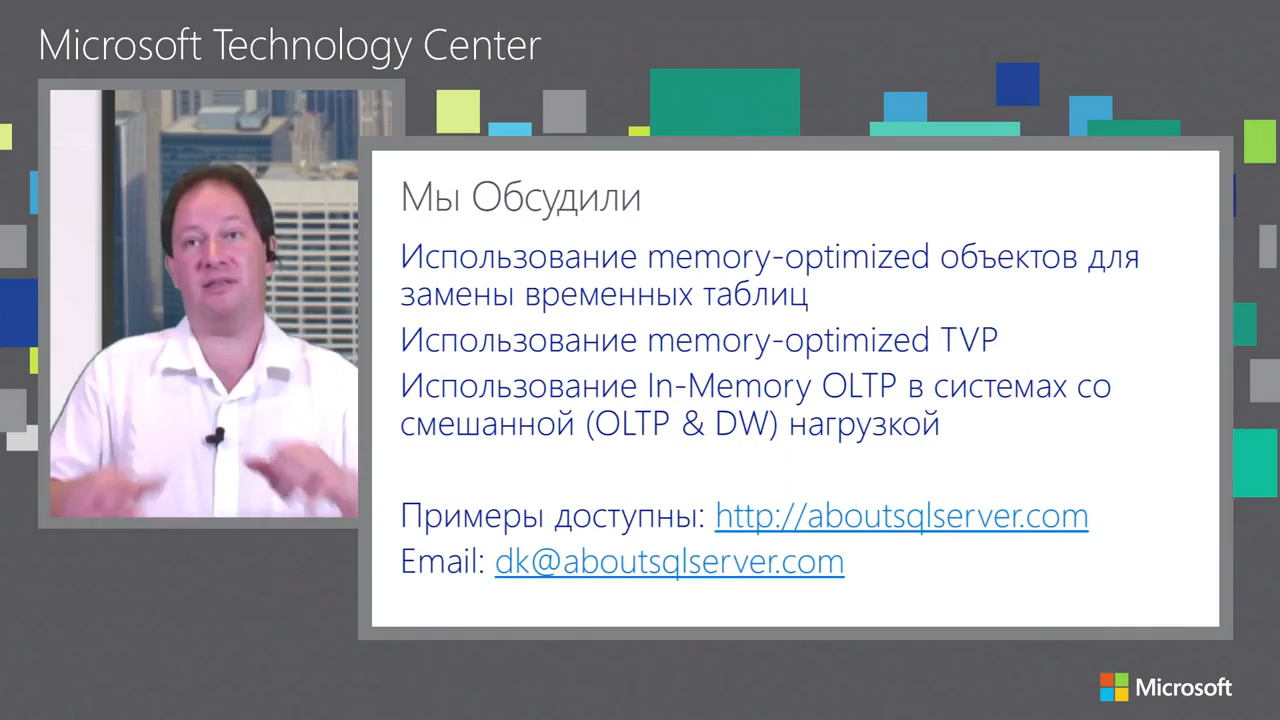 Microsoft Technology Center
Мы Обсудили
Использование memory-optimized объектов для
замены временных таблиц
Использование memory-optimized TVP
Использование In-Memory OLTP в системах со
смешанной (OLTP & DW) нагрузкой
Примеры доступны: http://aboutsqlserver.com
Email: dk@aboutsqlserver.com
Microsoft